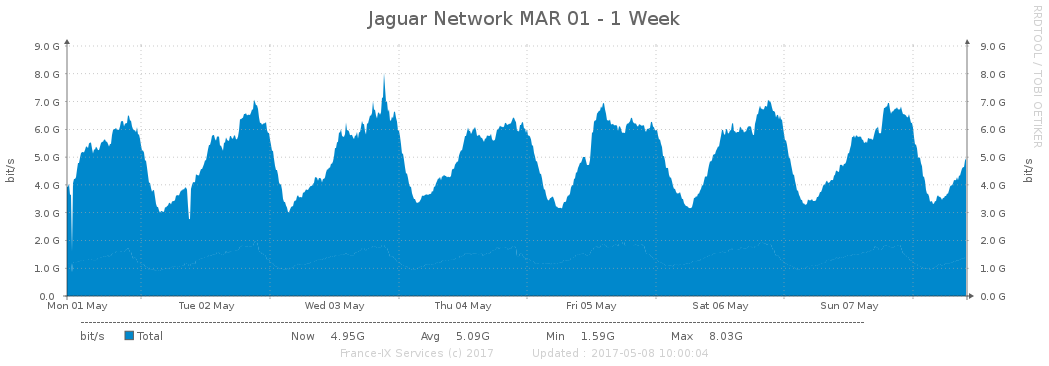 Jaguar Network MAR 01 - 1 Week
RRDTOOL / TOBI OETIKER
bit/s
9.0 G 9.0 G
8.0 G 8.0 G
7.0 G 7.0 G
6.0 G 6.0 G
5.0 G 5.0 G
4.0 G 4.0 G
3.0 G 3.0 G
2.0 G 2.0 G
1.0 G 1.0 G
0.0 0.0 G
bit/s
Mon 01 May Tue 02 May Wed 03 May Thu 04 May Fri 05 May Sat 06 May Sun 07 May
bit/s Total Now 4.95G Avg 5.09G Min 1.59G Max 8.03G
France-IX Services (c) 2017 Updated : 2017-05-08 10:00:04